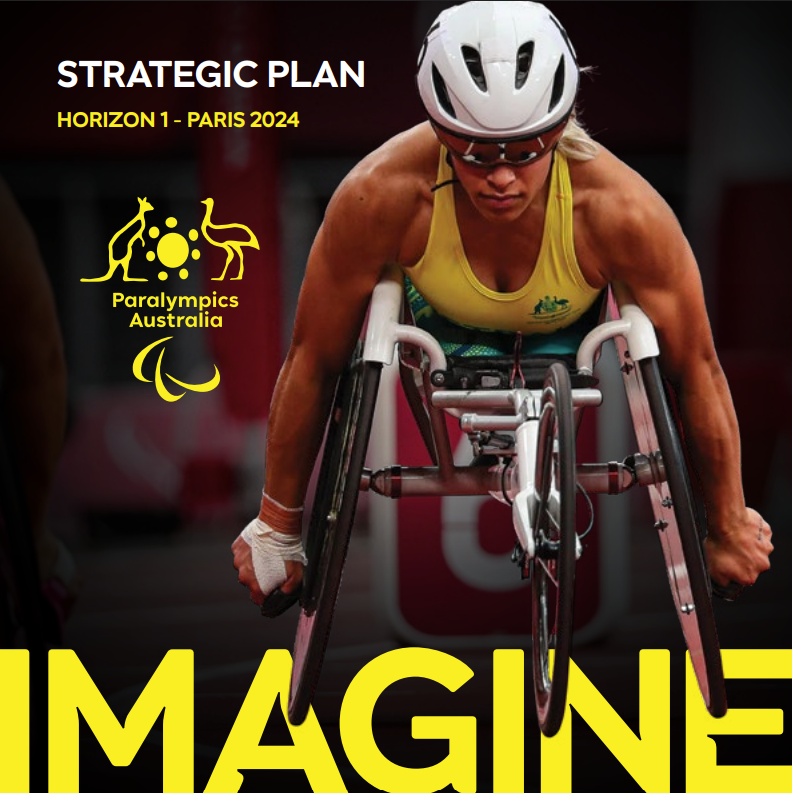 STRATEGIC PLAN
HORIZON 1 - PARIS 2024
Paralympics
Australia
IMAGINE